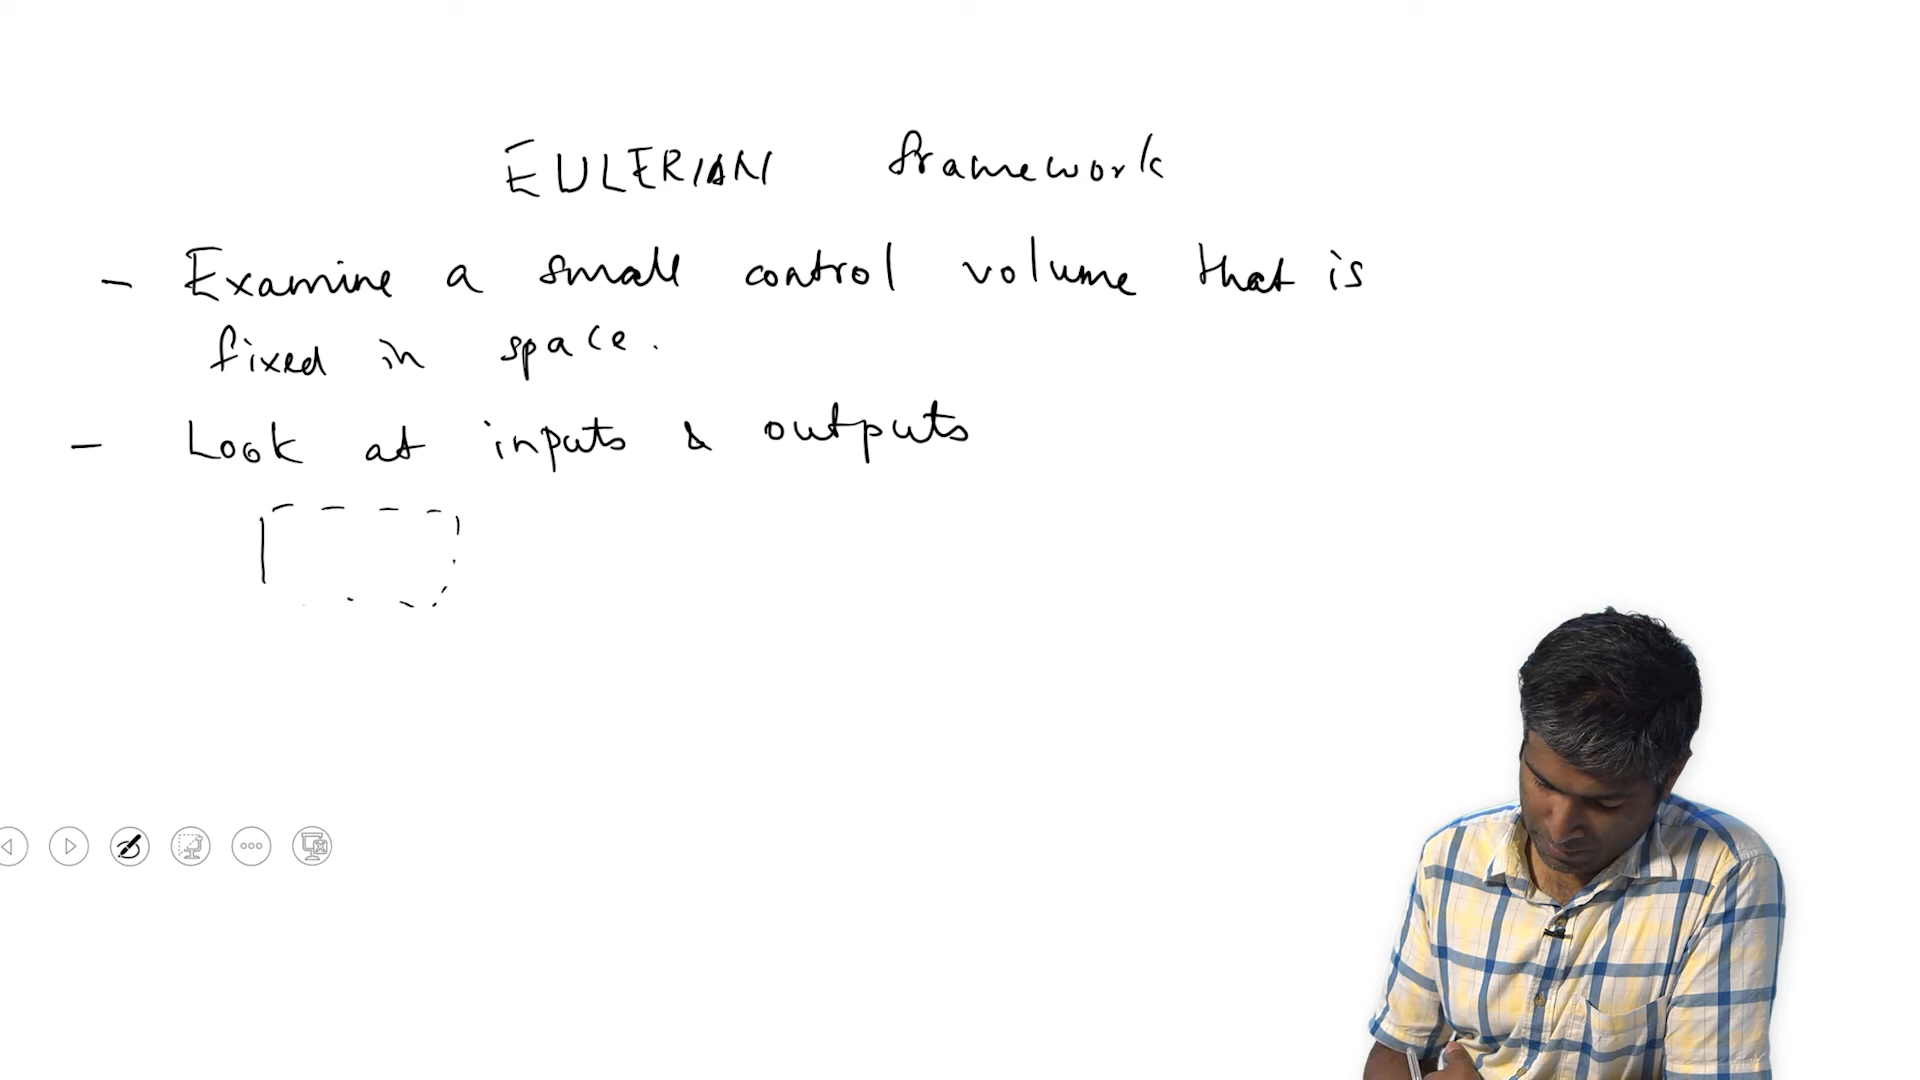 EULERIAN framework
- Examine a small control volume that is
fixed in space.
- Look at inputs & outputs